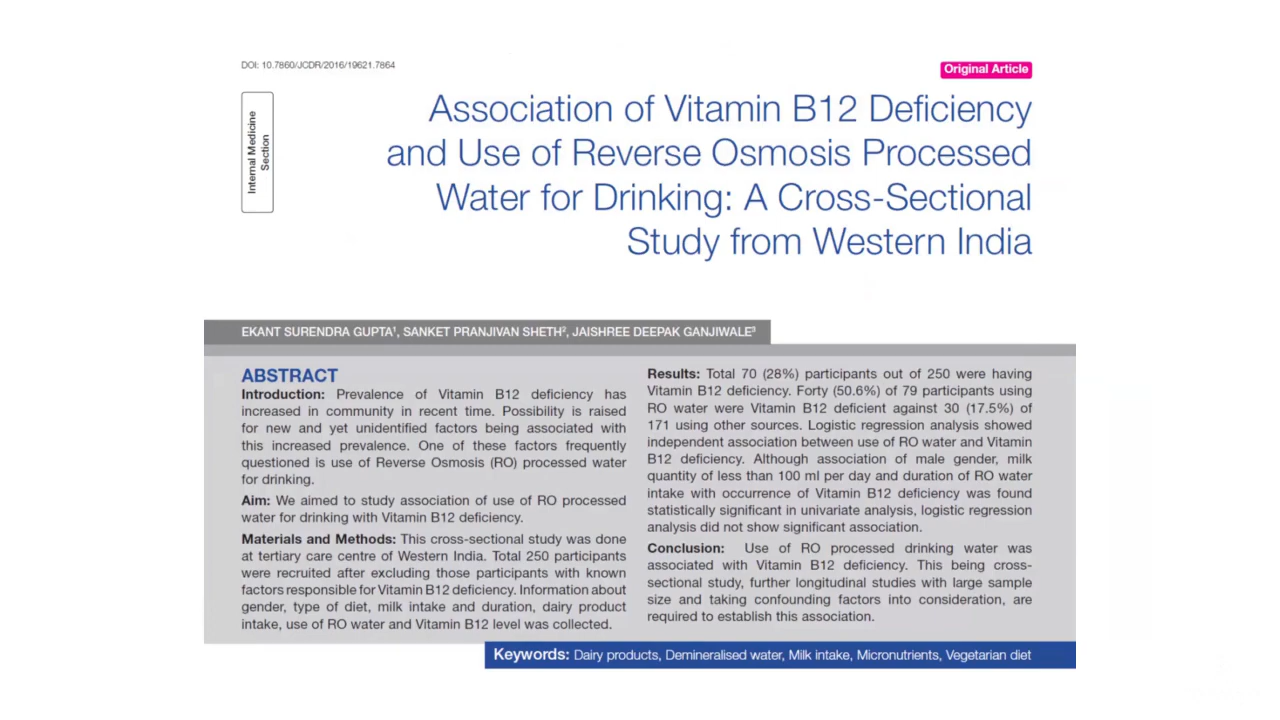 DOI: 10.7860/JCDR/2016/19621.7864
Original Article
Internal Medicine
Section
Association of Vitamin B12 Deficiency
and Use of Reverse Osmosis Processed
Water for Drinking: A Cross-Sectional
Study from Western India
EKANT SURENDRA GUPTA¹, SANKET PRANJIVAN SHETH², JAISHREE DEEPAK GANJIWALE³
ABSTRACT
Introduction: Prevalence of Vitamin B12 deficiency has
increased in community in recent time. Possibility is raised
for new and yet unidentified factors being associated with
this increased prevalence. One of these factors frequently
questioned is use of Reverse Osmosis (RO) processed water
for drinking.
Aim: We aimed to study association of use of RO processed
water for drinking with Vitamin B12 deficiency.
Materials and Methods: This cross-sectional study was done
at tertiary care centre of Western India. Total 250 participants
were recruited after excluding those participants with known
factors responsible for Vitamin B12 deficiency. Information about
gender, type of diet, milk intake and duration, dairy product
intake, use of RO water and Vitamin B12 level was collected.
Results: Total 70 (28%) participants out of 250 were having
Vitamin B12 deficiency. Forty (50.6%) of 79 participants using
RO water were Vitamin B12 deficient against 30 (17.5%) of
171 using other sources. Logistic regression analysis showed
independent association between use of RO water and Vitamin
B12 deficiency. Although association of male gender, milk
quantity of less than 100 ml per day and duration of RO water
intake with occurrence of Vitamin B12 deficiency was found
statistically significant in univariate analysis, logistic regression
analysis did not show significant association.
Conclusion: Use of RO processed drinking water was
associated with Vitamin B12 deficiency. This being cross-
sectional study, further longitudinal studies with large sample
size and taking confounding factors into consideration, are
required to establish this association.
Keywords: Dairy products, Demineralised water, Milk intake, Micronutrients, Vegetarian diet